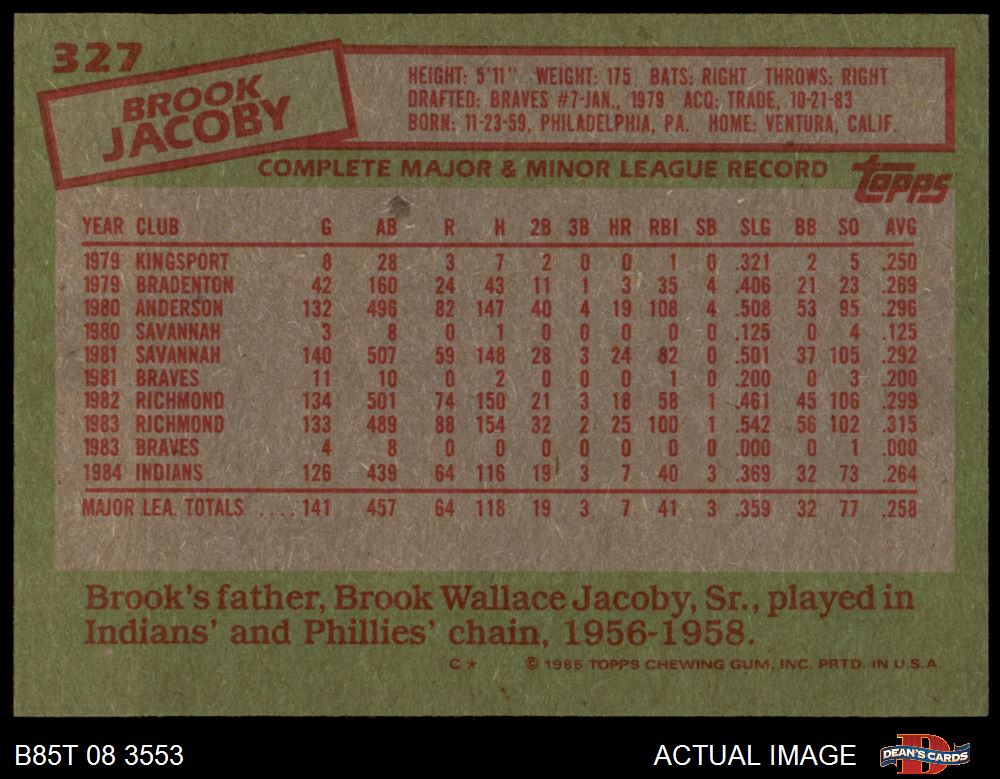 327
BROOK
JACOBY
HEIGHT: 5'11" WEIGHT: 175 BATS: RIGHT THROWS: RIGHT
DRAFTED: BRAVES #7-JAN., 1979 ACQ: TRADE, 10-21-83
BORN: 11-23-59, PHILADELPHIA, PA. HOME: VENTURA, CALIF.
COMPLETE MAJOR & MINOR LEAGUE RECORD
topps
YEAR CLUB G AB R H 2B 3B HR RBI SB SLG BB SO AVG
1979 KINGSPORT 8 28 3 7 2 0 0 1 0 .321 2 5 .250
1979 BRADENTON 42 160 24 43 11 1 3 35 4 .406 21 23 .269
1980 ANDERSON 132 496 82 147 40 4 19 108 4 .508 53 95 .296
1980 SAVANNAH 3 8 0 1 0 0 0 0 0 .125 0 4 .125
1981 SAVANNAH 140 507 59 148 28 3 24 82 0 .501 37 105 .292
1981 BRAVES 11 10 0 2 0 0 0 1 0 .200 0 3 .200
1982 RICHMOND 134 501 74 150 21 3 18 58 1 .461 45 106 .299
1983 RICHMOND 133 489 88 154 32 2 25 100 1 .542 56 102 .315
1983 BRAVES 4 8 0 0 0 0 0 0 0 .000 0 1 .000
1984 INDIANS 126 439 64 116 19 3 7 40 3 .369 32 73 .264
MAJOR LEA. TOTALS .... 141 457 64 118 19 3 7 41 3 .359 32 77 .258
Brook's father, Brook Wallace Jacoby, Sr., played in
Indians' and Phillies' chain, 1956-1958.
C* © 1985 TOPPS CHEWING GUM, INC. PRTD. IN U.S.A.
B85T 08 3553 ACTUAL IMAGE DEAN'S CARDS